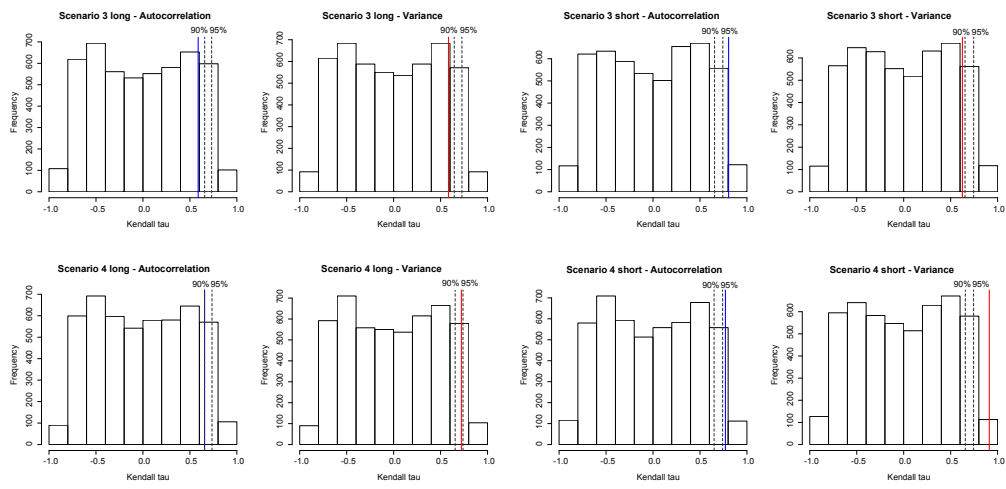 Scenario 3 long - Autocorrelation
90% 95%
Frequency
0 100 200 300 400 500 600 700
-1.0 -0.5 0.0 0.5 1.0
Kendall tau
Scenario 3 long - Variance
90% 95%
Frequency
0 100 200 300 400 500 600 700
-1.0 -0.5 0.0 0.5 1.0
Kendall tau
Scenario 3 short - Autocorrelation
90% 95%
Frequency
0 100 200 300 400 500 600
-1.0 -0.5 0.0 0.5 1.0
Kendall tau
Scenario 3 short - Variance
90% 95%
Frequency
0 100 200 300 400 500 600
-1.0 -0.5 0.0 0.5 1.0
Kendall tau
Scenario 4 long - Autocorrelation
90% 95%
Frequency
0 100 200 300 400 500 600 700
-1.0 -0.5 0.0 0.5 1.0
Kendall tau
Scenario 4 long - Variance
90% 95%
Frequency
0 100 200 300 400 500 600 700
-1.0 -0.5 0.0 0.5 1.0
Kendall tau
Scenario 4 short - Autocorrelation
90% 95%
Frequency
0 100 200 300 400 500 600 700
-1.0 -0.5 0.0 0.5 1.0
Kendall tau
Scenario 4 short - Variance
90% 95%
Frequency
0 100 200 300 400 500 600
-1.0 -0.5 0.0 0.5 1.0
Kendall tau